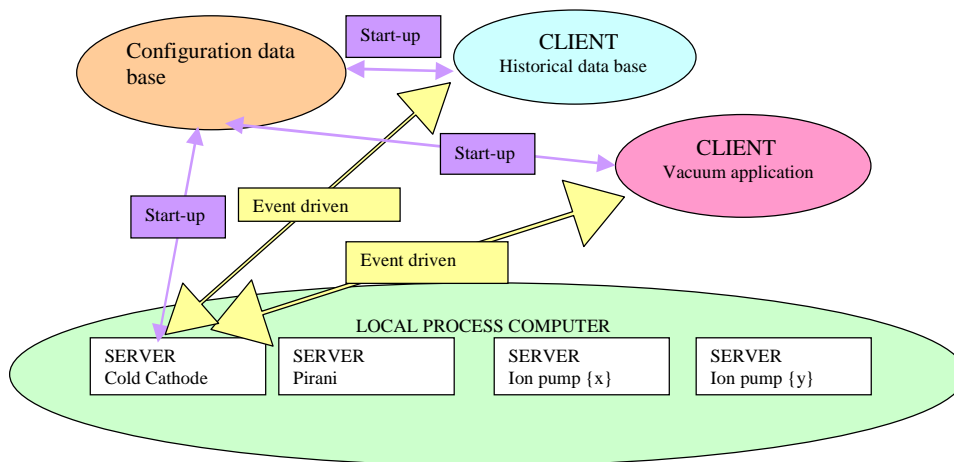 Configuration data
base
Start-up
CLIENT
Historical data base
Start-up
CLIENT
Vacuum application
Start-up
Event driven
Event driven
LOCAL PROCESS COMPUTER
SERVER
Cold Cathode
SERVER
Pirani
SERVER
Ion pump {x}
SERVER
Ion pump {y}